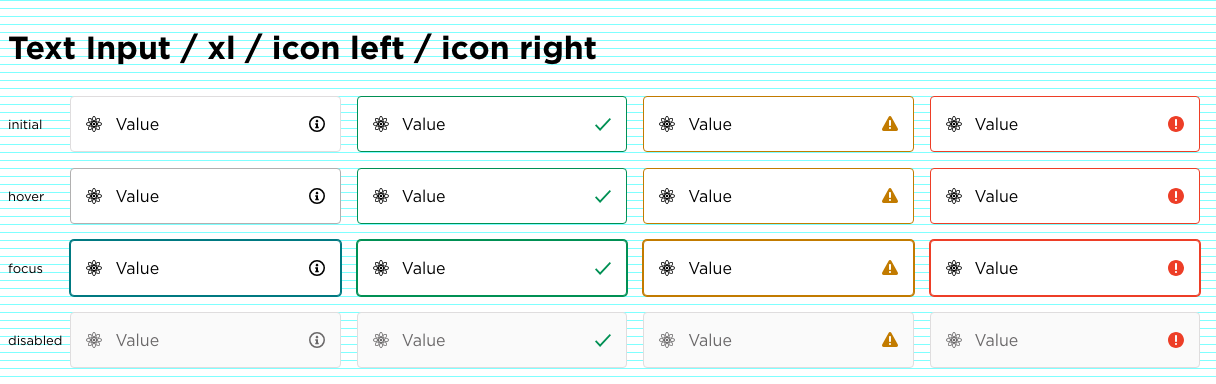 Text Input / xl / icon left / icon right
initial Value Value Value Value
hover Value Value Value Value
focus Value Value Value Value
disabled Value Value Value Value